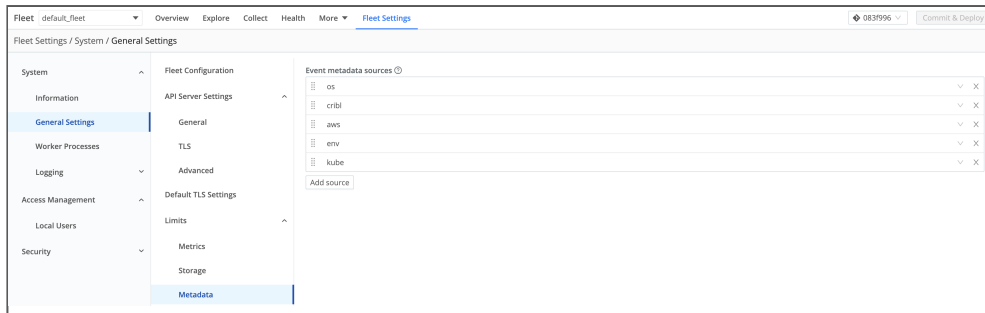 Fleet default_fleet Overview Explore Collect Health More Fleet Settings 083f996 Commit & Deploy
Fleet Settings / System / General Settings
System
Information
General Settings
Worker Processes
Logging
Access Management
Local Users
Security
Fleet Configuration
API Server Settings
General
TLS
Advanced
Default TLS Settings
Limits
Metrics
Storage
Metadata
Event metadata sources
os
cribl
aws
env
kube
Add source